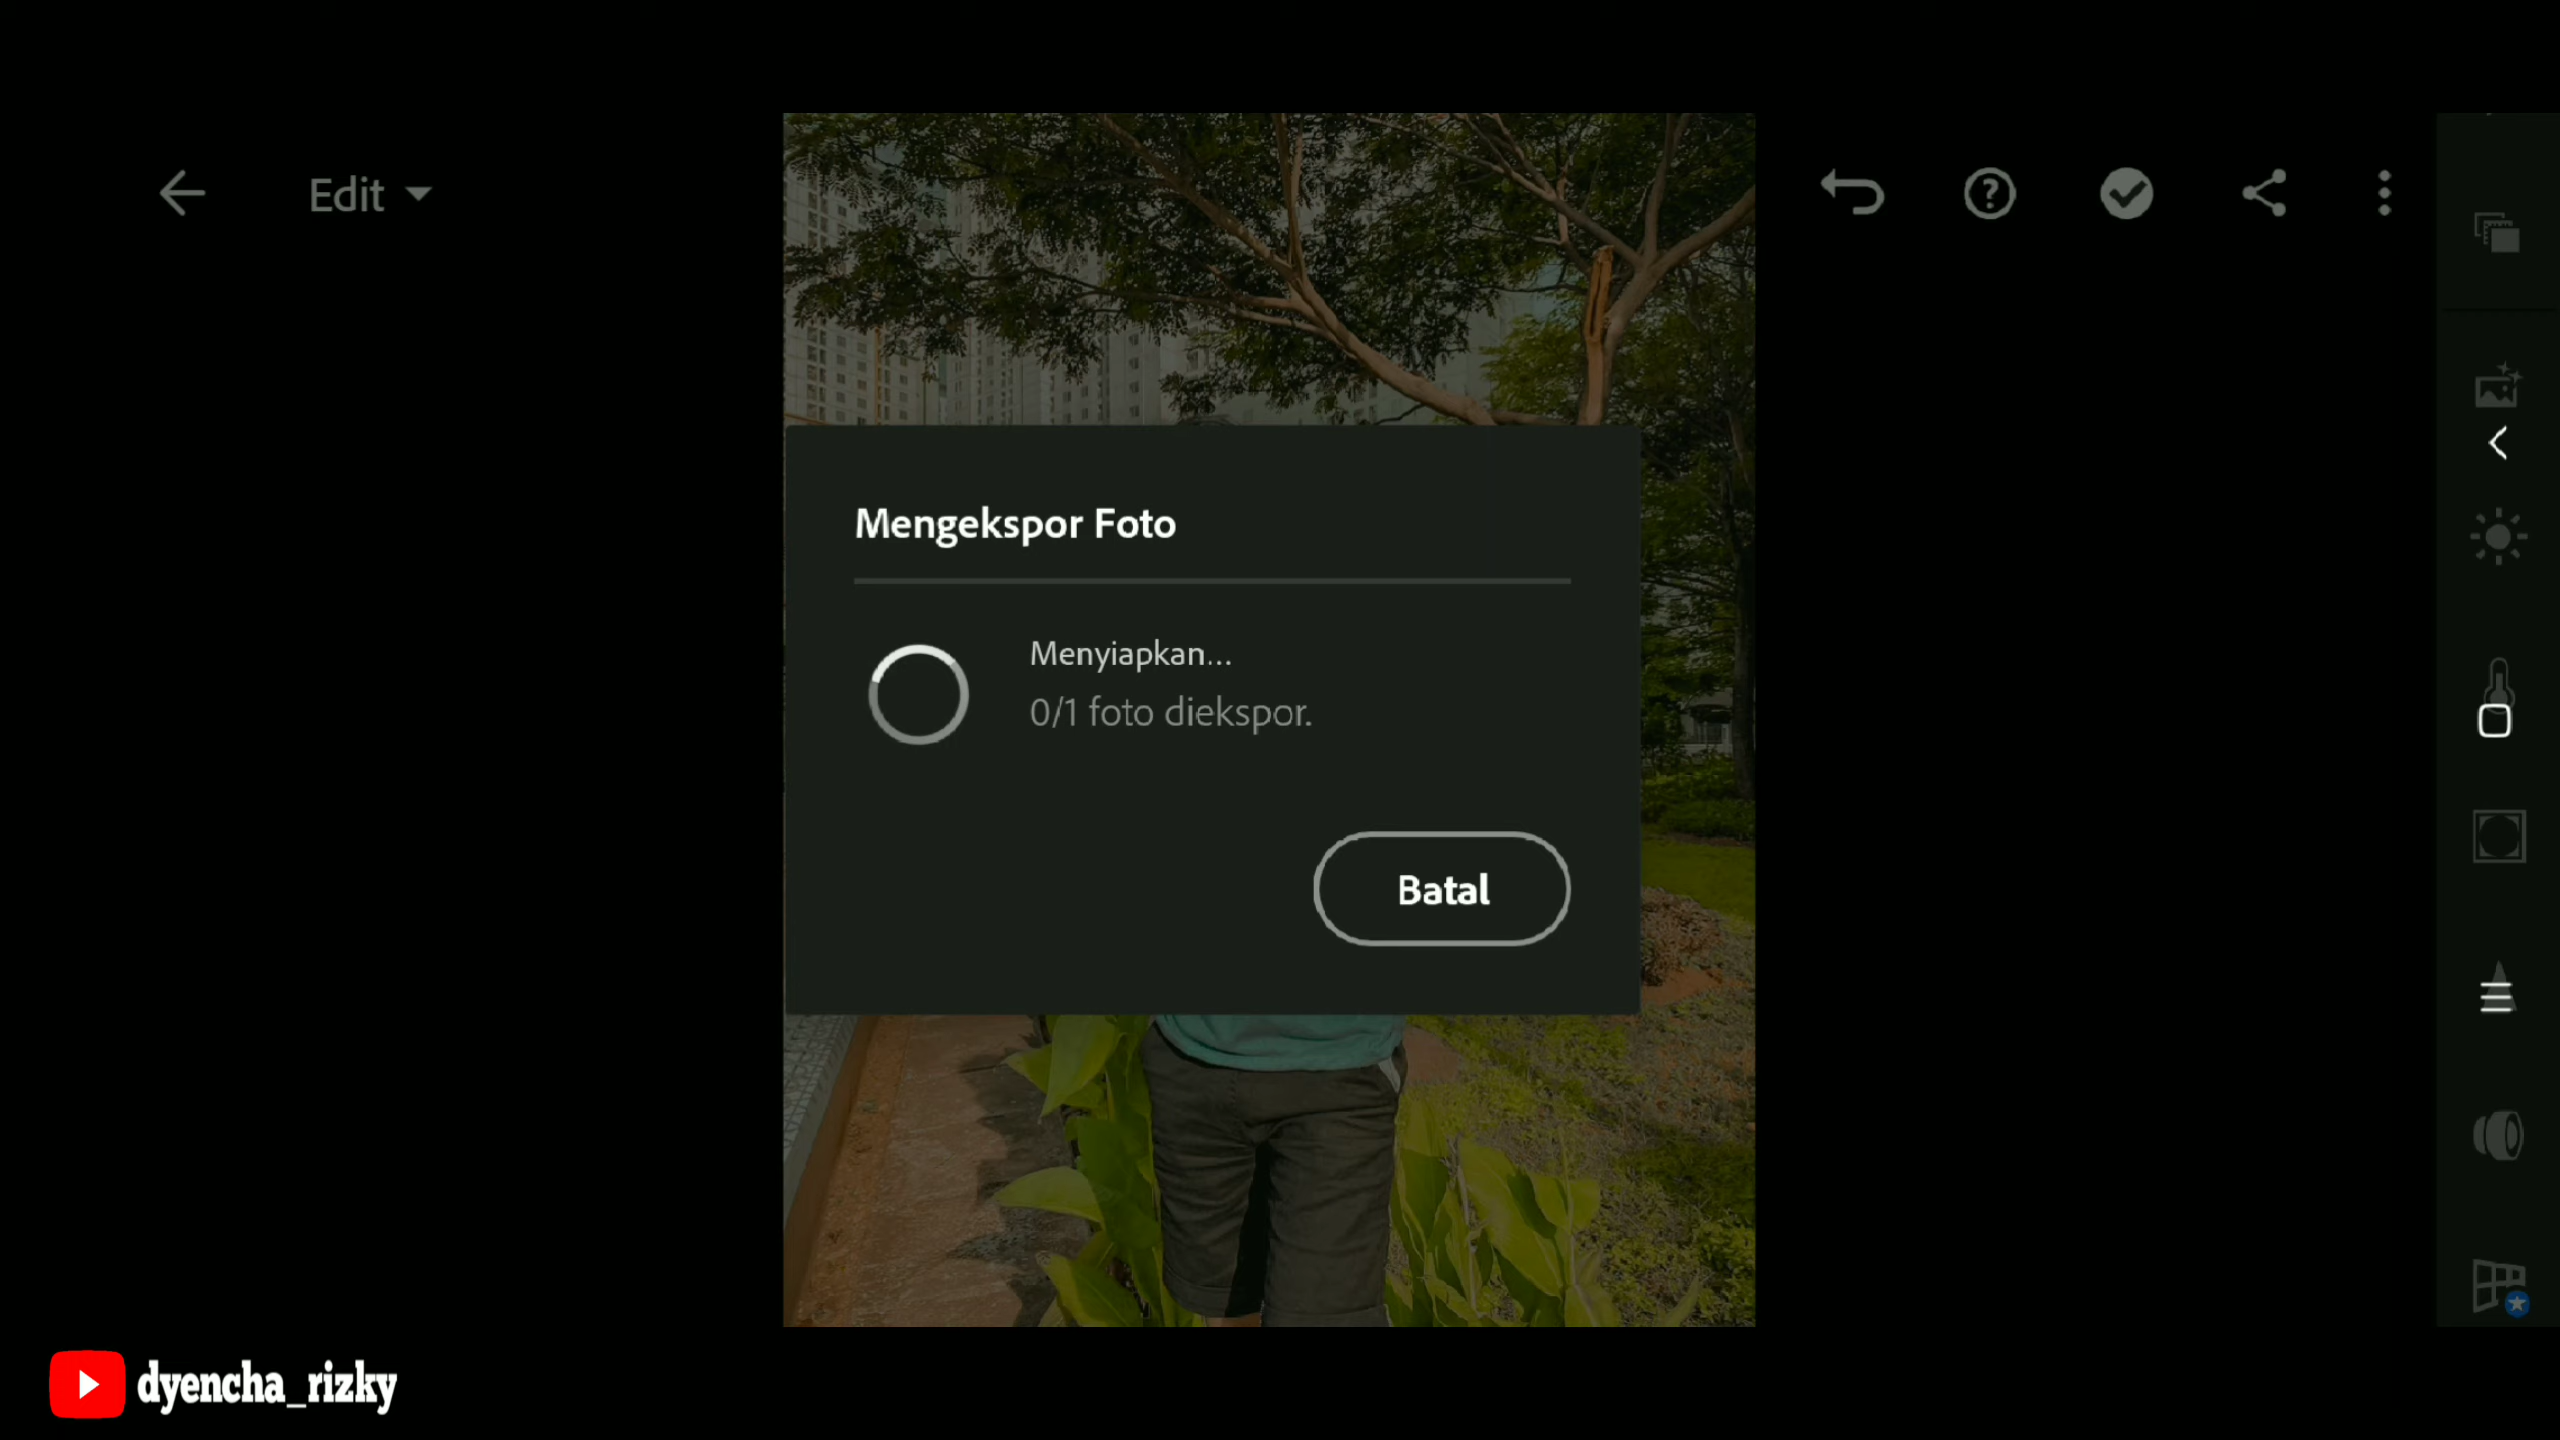 Edit
Mengekspor Foto
Menyiapkan...
0/1 foto diekspor.
Batal
dyencha_rizky